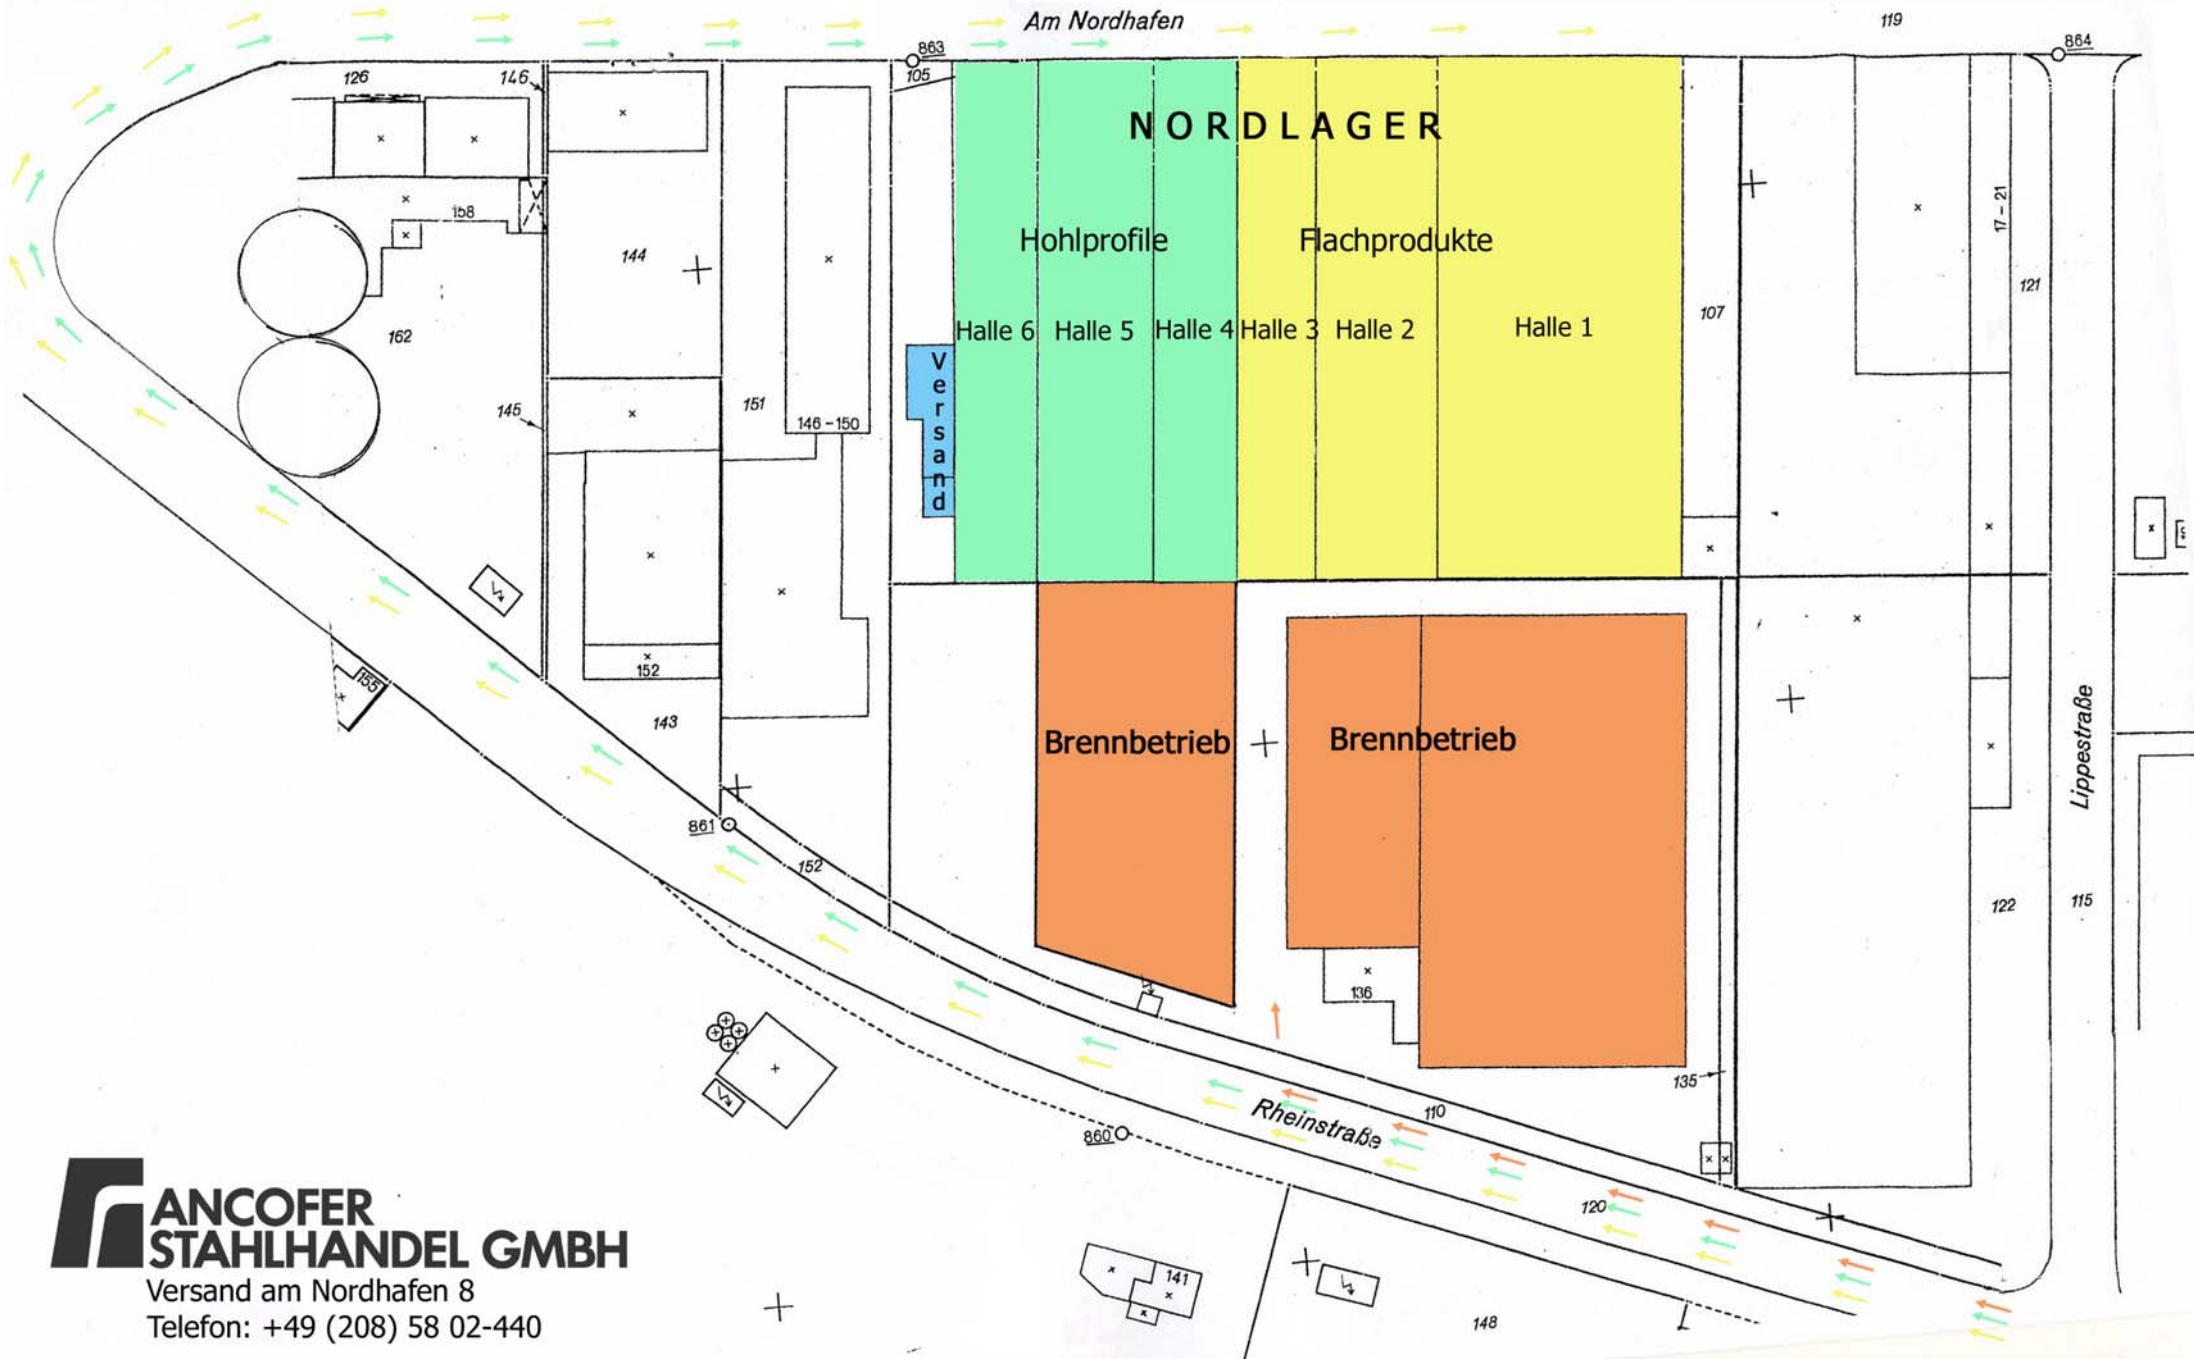 Am Nordhafen
119
863
864
126
146
105
NORDLAGER
17-21
158
144
Hohlprofile
Flachprodukte
121
162
107
Halle 6
Halle 5
Halle 4
Halle 3
Halle 2
Halle 1
Versand
145
151
146-150
155
152
143
Brennbetrieb
Brennbetrieb
Lippestraße
861
152
122
115
136
135
Rheinstraße
110
860
120
141
148
ANCOFER
STAHLHANDEL GMBH
Versand am Nordhafen 8
Telefon: +49 (208) 58 02-440